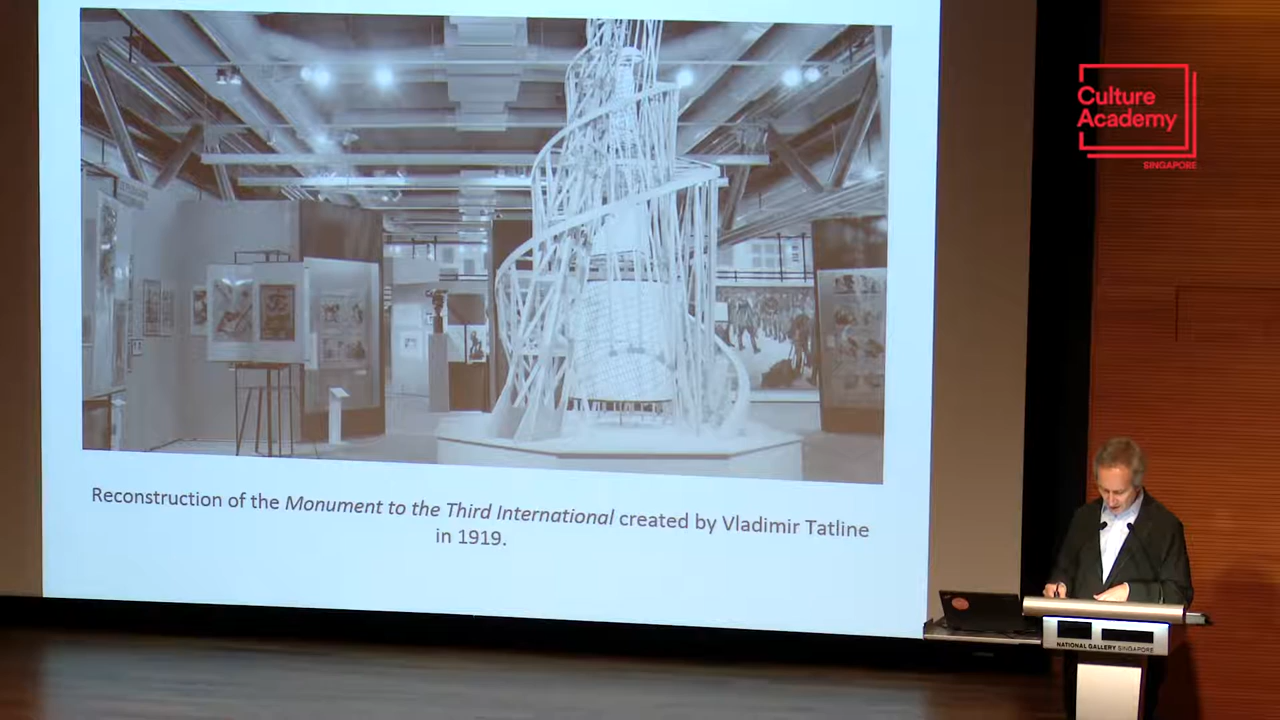 Culture
Academy
SINGAPORE
Reconstruction of the Monument to the Third International created by Vladimir Tatline
in 1919.
NATIONAL GALLERY SINGAPORE